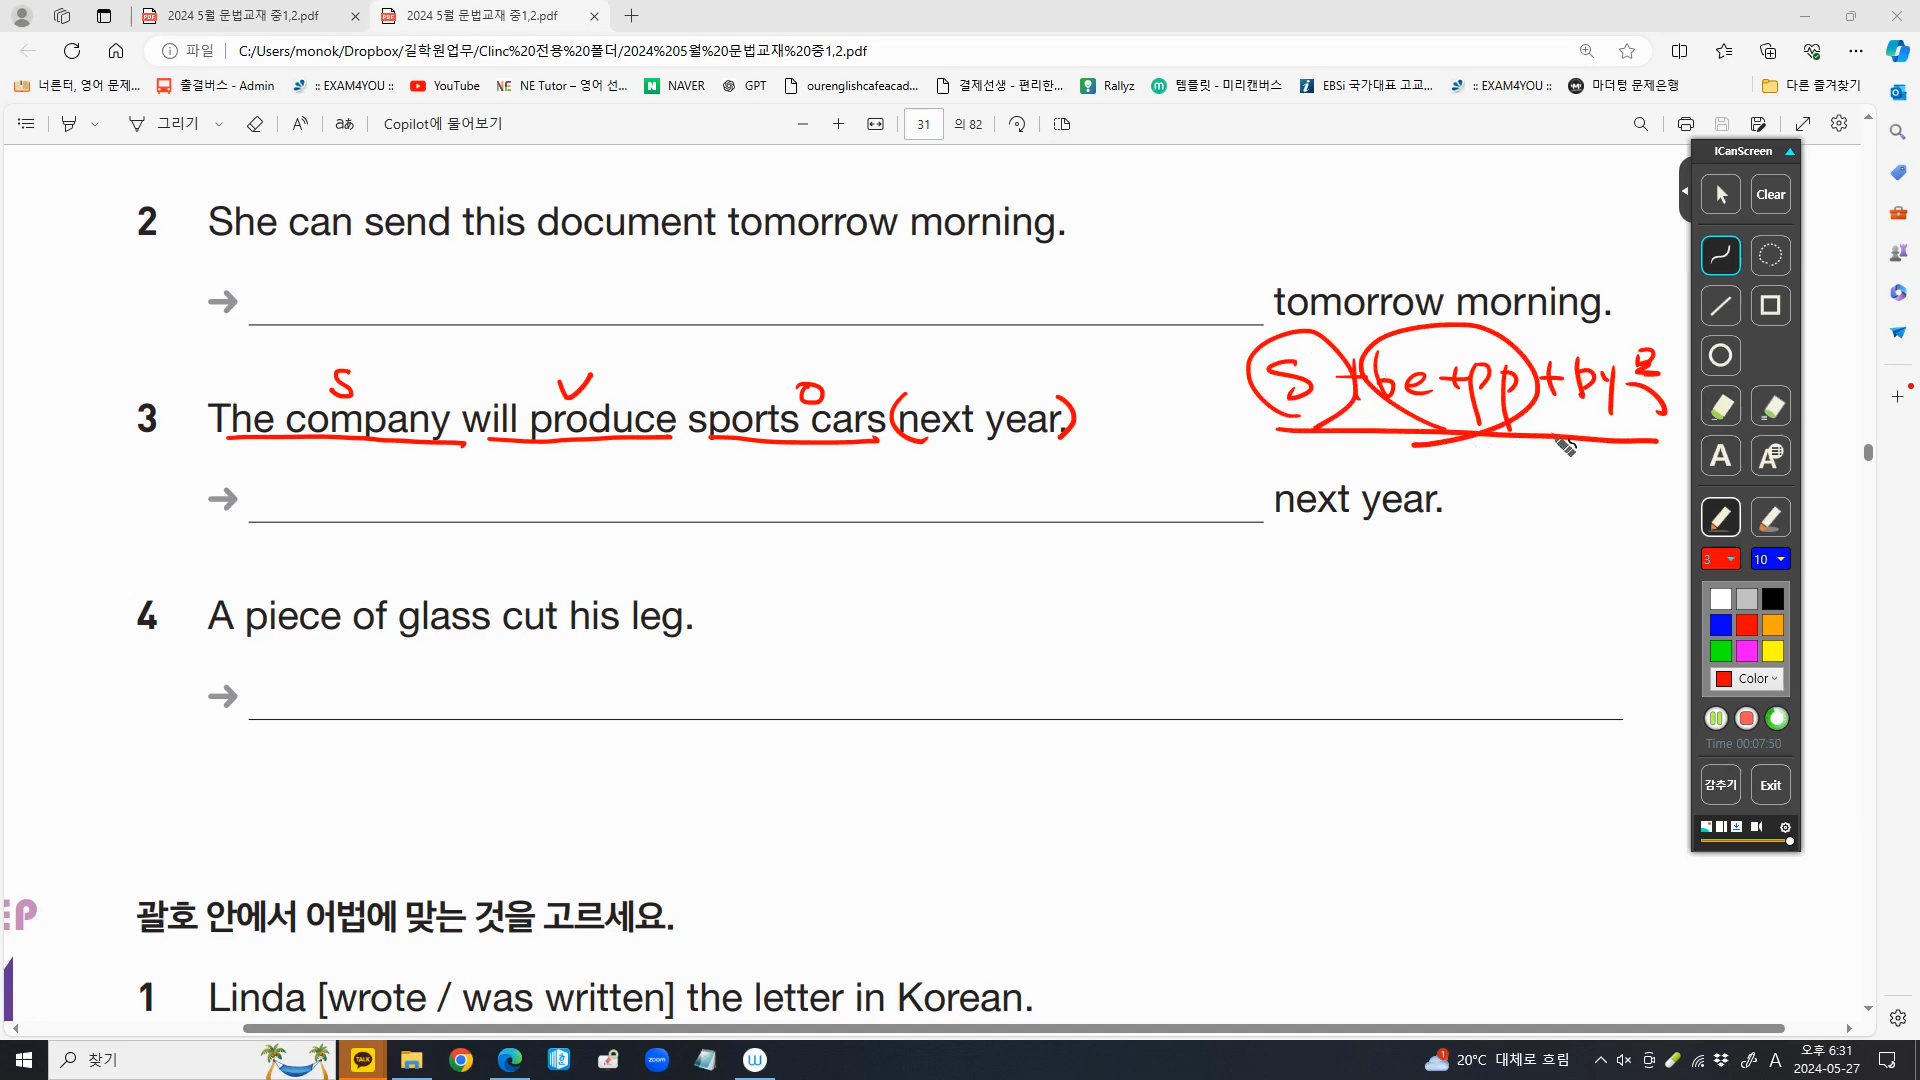 2024 5월 문법교재 중1,2.pdf
2024 5월 문법교재 중1,2.pdf
파일
C:/Users/monok/Dropbox/길학원업무/Clinc%20전용%20폴더/2024%205월%20문법교재%20중1,2.pdf
너른터, 영어 문제...
출결버스 - Admin
:: EXAM4YOU ::
YouTube
NE Tutor – 영어 선...
NAVER
GPT
ourenglishcafeacad...
결제선생 - 편리한...
Rallyz
템플릿 - 미리캔버스
EBSi 국가대표 고교...
:: EXAM4YOU ::
마더텅 문제은행
다른 즐겨찾기
그리기
Copilot에 물어보기
31 의 82
ICanScreen
Clear
2 She can send this document tomorrow morning.
➜ tomorrow morning.
S + be + pp + by 목
S V O
3 The company will produce sports cars (next year.)
➜ next year.
4 A piece of glass cut his leg.
➜
3 10
Color
Time 00:07:50
감추기 Exit
EP
괄호 안에서 어법에 맞는 것을 고르세요.
1 Linda [wrote / was written] the letter in Korean.
찾기
TALK
zoom
20°C 대체로 흐림
A
오후 6:31
2024-05-27